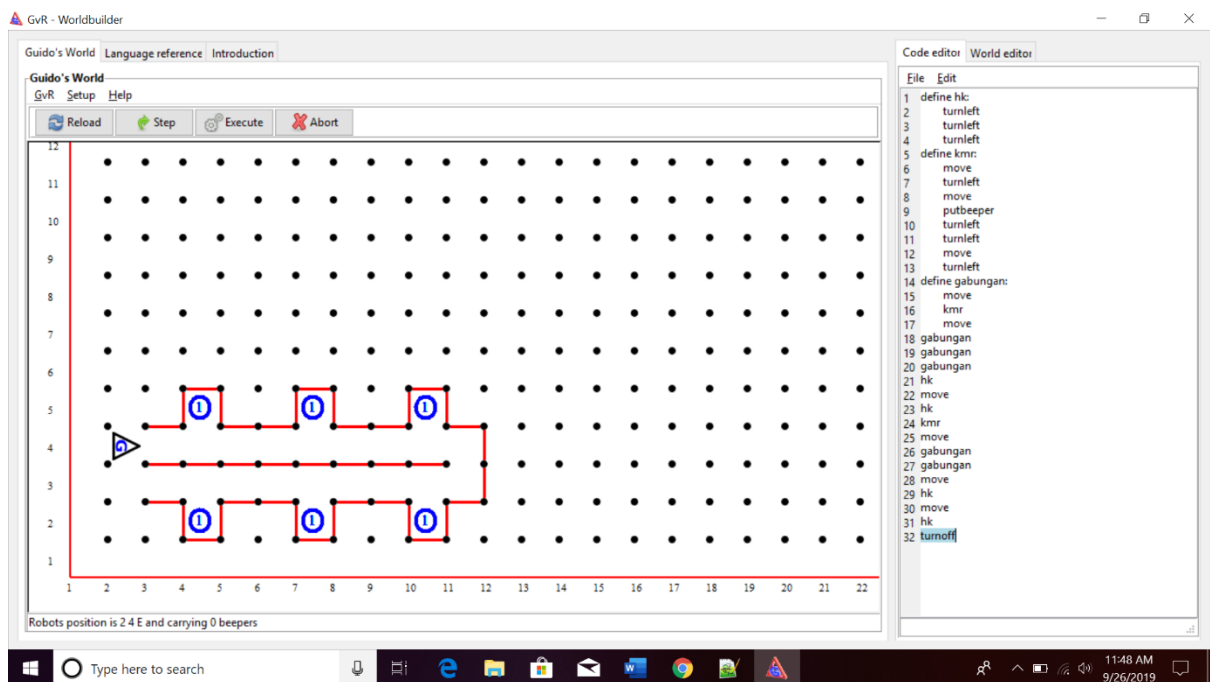 GvR - Worldbuilder
Guido's World Language reference Introduction
Guido's World
GvR Setup Help
Reload Step Execute Abort
12
11
10
9
8
7
6
5
4
3
2
1
1 1 1
G
1 1 1
1 2 3 4 5 6 7 8 9 10 11 12 13 14 15 16 17 18 19 20 21 22
Robots position is 2 4 E and carrying 0 beepers
Code editor World editor
File Edit
1 define hk:
2 turnleft
3 turnleft
4 turnleft
5 define kmr:
6 move
7 turnleft
8 move
9 putbeeper
10 turnleft
11 turnleft
12 move
13 turnleft
14 define gabungan:
15 move
16 kmr
17 move
18 gabungan
19 gabungan
20 gabungan
21 hk
22 move
23 hk
24 kmr
25 move
26 gabungan
27 gabungan
28 move
29 hk
30 move
31 hk
32 turnoff
Type here to search
11:48 AM
9/26/2019